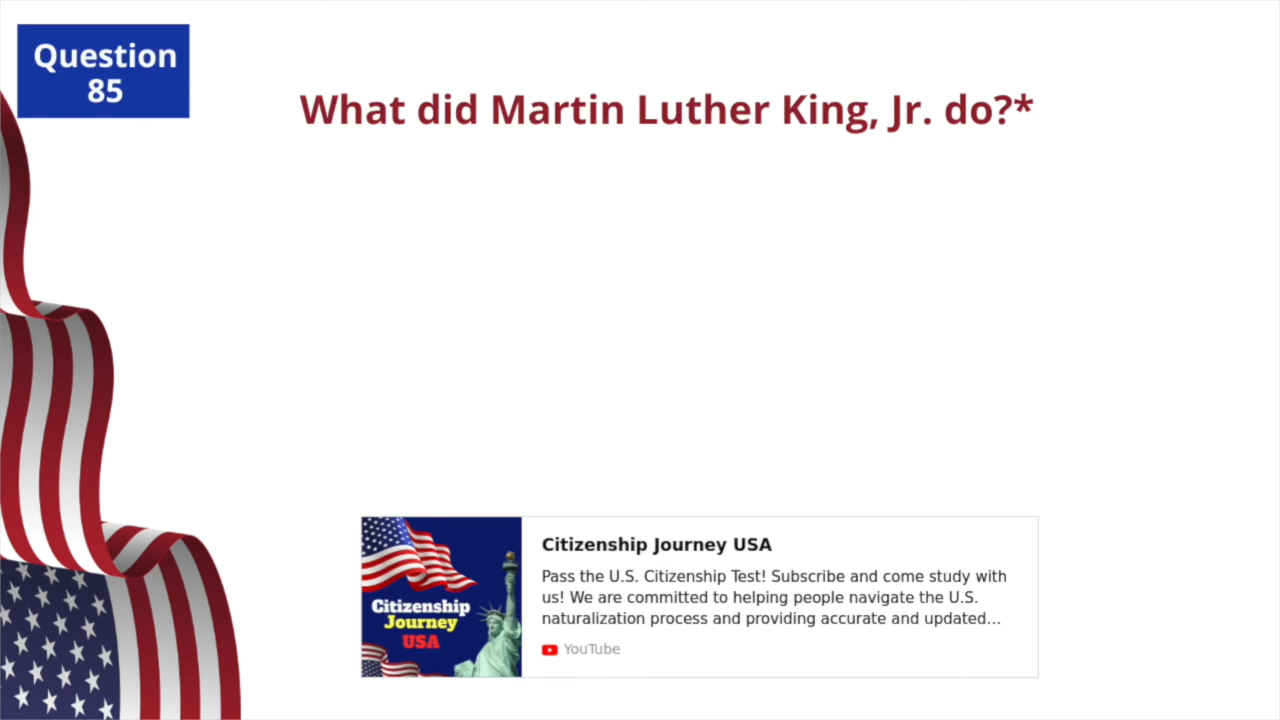 Question
85
What did Martin Luther King, Jr. do?*
Citizenship Journey USA
Pass the U.S. Citizenship Test! Subscribe and come study with
us! We are committed to helping people navigate the U.S.
naturalization process and providing accurate and updated...
YouTube
Citizenship
Journey
USA